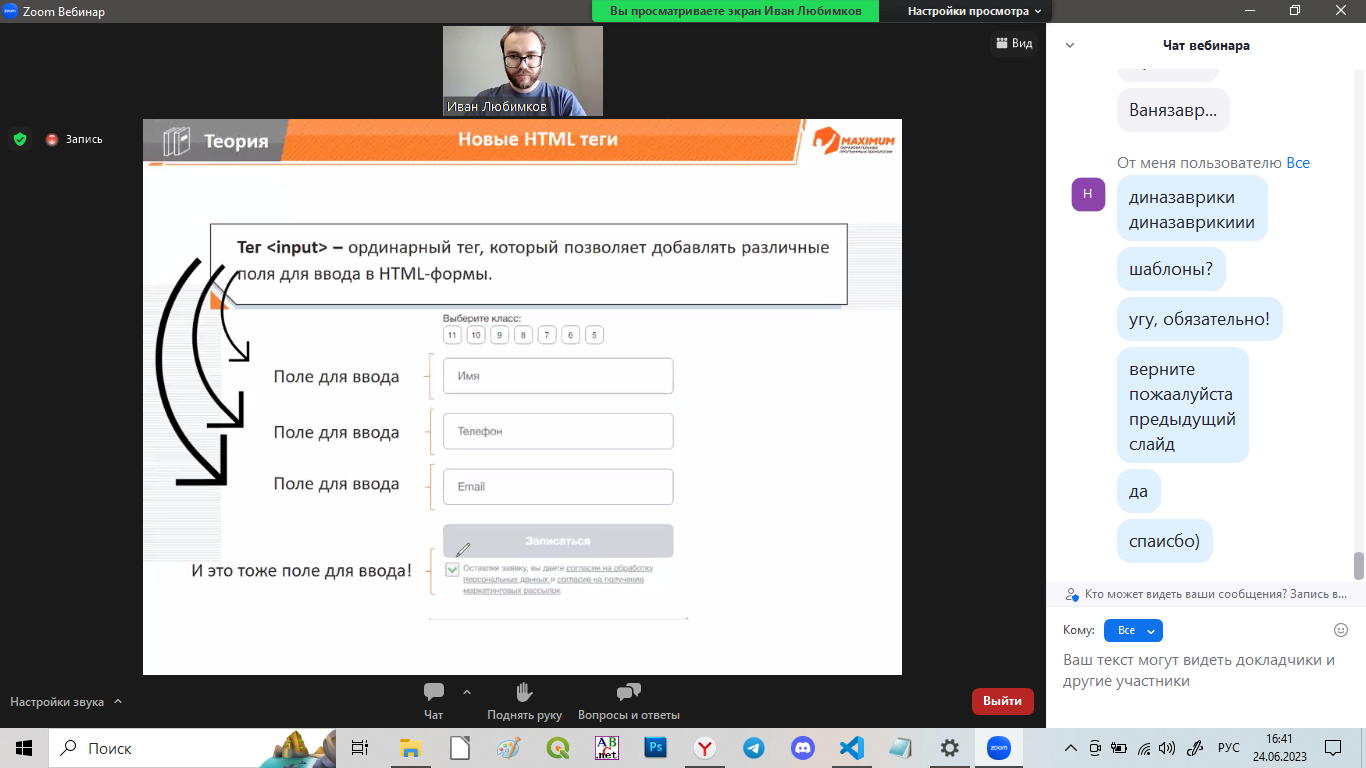 Zoom Вебинар
Вы просматриваете экран Иван Любимков
Настройки просмотра
Вид
Иван Любимков
Запись
Теория
Новые HTML теги
MAXIMUM
Тег <input> – ординарный тег, который позволяет добавлять различные
поля для ввода в HTML-формы.
Выберите класс:
11 10 9 8 7 6 5
Поле для ввода
Имя
Поле для ввода
Телефон
Поле для ввода
Email
Записаться
И это тоже поле для ввода!
Оставляя заявку, вы даете согласие на обработку
персональных данных и согласие на получение
маркетинговых рассылок
Настройки звука
Чат
Поднять руку
Вопросы и ответы
Выйти
Чат вебинара
Ванязавр...
От меня пользователю Все
Н
диназаврики
диназаврикиии
шаблоны?
угу, обязательно!
верните
пожаалуйста
предыдущий
слайд
да
спаисбо)
Кто может видеть ваши сообщения? Запись в...
Кому:
Все
Ваш текст могут видеть докладчики и
другие участники
Поиск
ABC
.net
Ps
zoom
РУС
16:41
24.06.2023